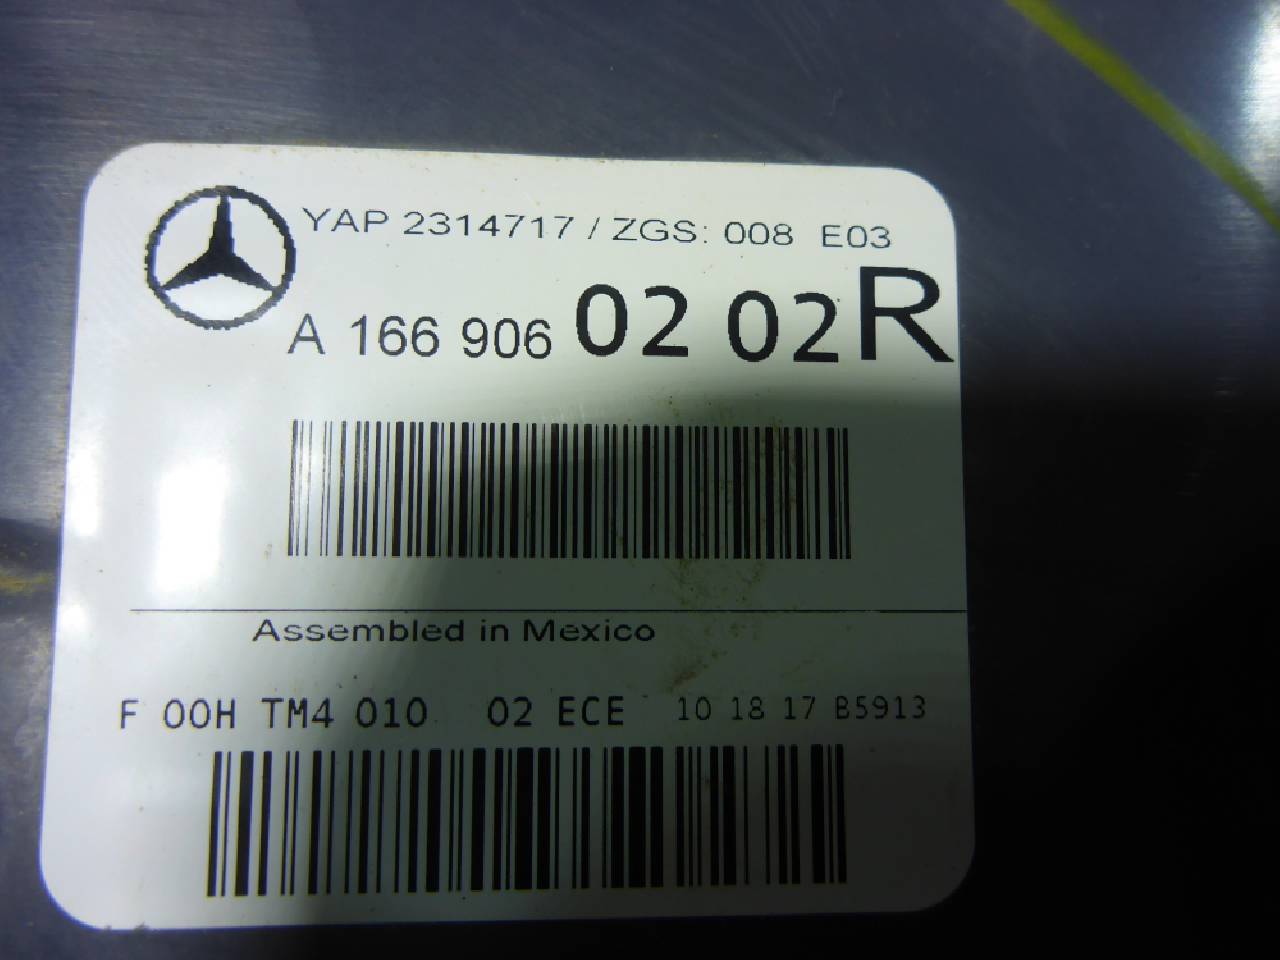 YAP 2314717 / ZGS: 008 E03
A 166 906 02 02 R
Assembled in Mexico
F 00H TM4 010 02 ECE 10 18 17 B5913